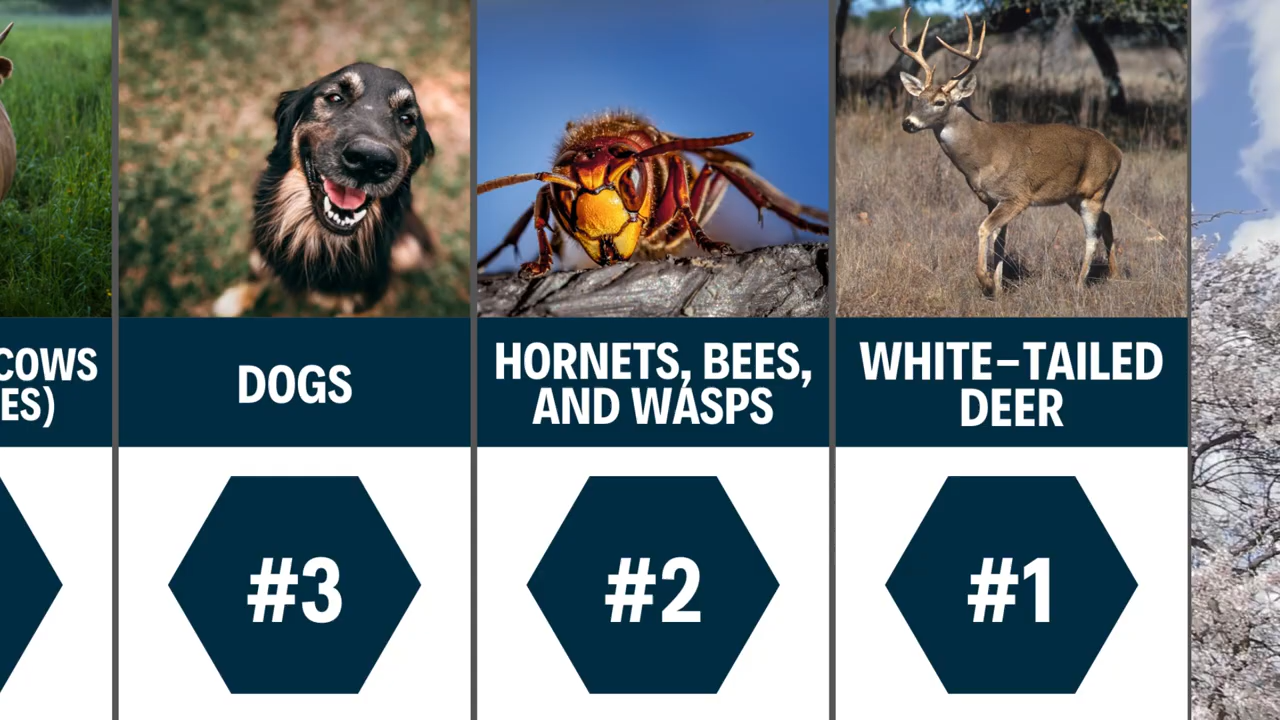 COWS
ES)
DOGS
HORNETS, BEES,
AND WASPS
WHITE-TAILED
DEER
#3
#2
#1